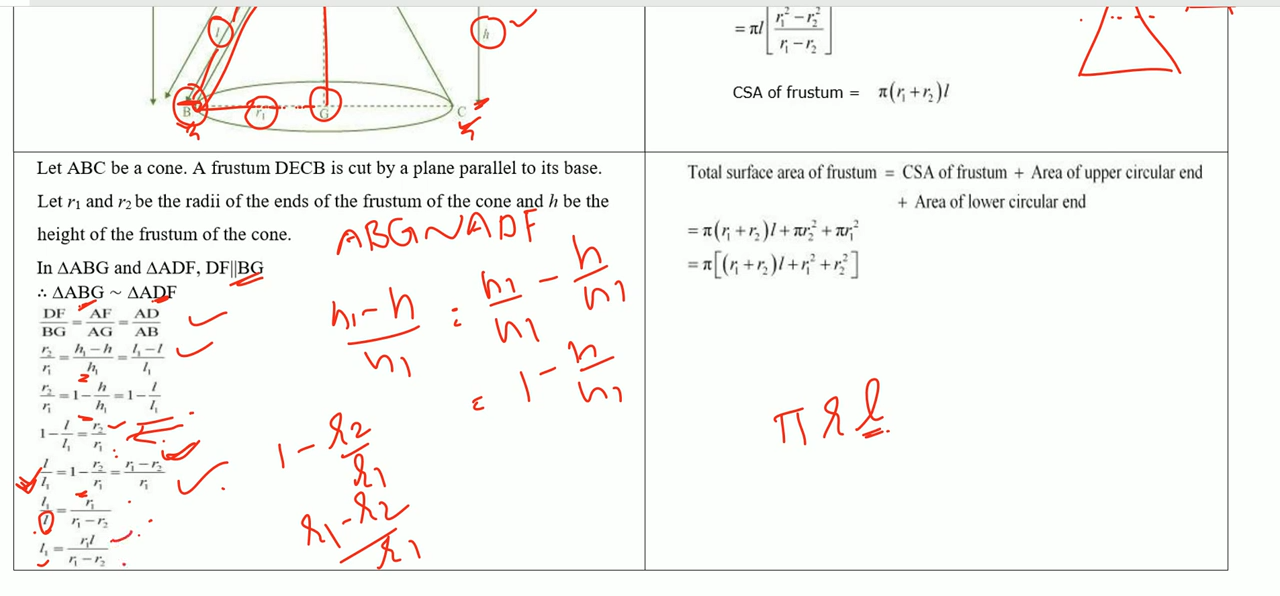 l
h
B
r₁
G
C
= πl[(r₁² − r₂²)/(r₁ − r₂)]
CSA of frustum = π(r₁ + r₂)l
Let ABC be a cone. A frustum DECB is cut by a plane parallel to its base.
Let r₁ and r₂ be the radii of the ends of the frustum of the cone and h be the
height of the frustum of the cone.
In ΔABG and ΔADF, DF||BG
∴ ΔABG ~ ΔADF
DF/BG = AF/AG = AD/AB
r₂/r₁ = (h₁ − h)/h₁ = (l₁ − l)/l₁
r₂/r₁ = 1 − h/h₁ = 1 − l/l₁
1 − l/l₁ = r₂/r₁
l/l₁ = 1 − r₂/r₁ = (r₁ − r₂)/r₁
l₁/l = r₁/(r₁ − r₂)
l₁ = r₁l/(r₁ − r₂)
ABG ~ ADF
(h₁ − h)/h₁ = h₁/h₁ − h/h₁
= 1 − h/h₁
1 − r₂/r₁
(r₁ − r₂)/r₁
Total surface area of frustum = CSA of frustum + Area of upper circular end
+ Area of lower circular end
= π(r₁ + r₂)l + πr₂² + πr₁²
= π[(r₁ + r₂)l + r₁² + r₂²]
πrl